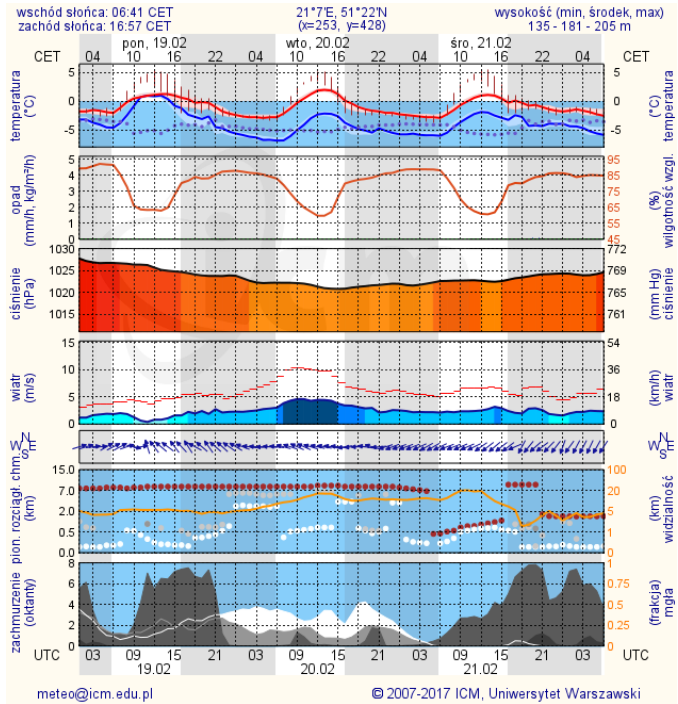 wschód słońca: 06:41 CET 21°7'E, 51°22'N wysokość (min, środek, max)
zachód słońca: 16:57 CET (x=253, y=428) 135 - 181 - 205 m
pon, 19.02 wto, 20.02 śro, 21.02
CET 04 10 16 22 04 10 16 22 04 10 16 22 04 CET
temperatura (°C) 5 0 -5 5 0 -5 temperatura (°C)
opad (mm/h, kg/m²/h) 5 4 3 2 1 0 95 85 75 65 55 45 (%) wilgotność wzgl.
ciśnienie (hPa) 1030 1025 1020 1015 772 769 765 761 (mm Hg) ciśnienie
wiatr (m/s) 15 10 5 0 54 36 18 0 (km/h) wiatr
N W E S N W E S
pion. rozciągł. chm. (km) 15.0 7.0 2.0 0.5 0.0 100 20 5 1 0 (km) widzialność
zachmurzenie (oktanty) 8 6 4 2 0 1 0.75 0.5 0.25 0 (frakcja) mgła
UTC 03 09 15 21 03 09 15 21 03 09 15 21 03 UTC
19.02 20.02 21.02
meteo@icm.edu.pl © 2007-2017 ICM, Uniwersytet Warszawski